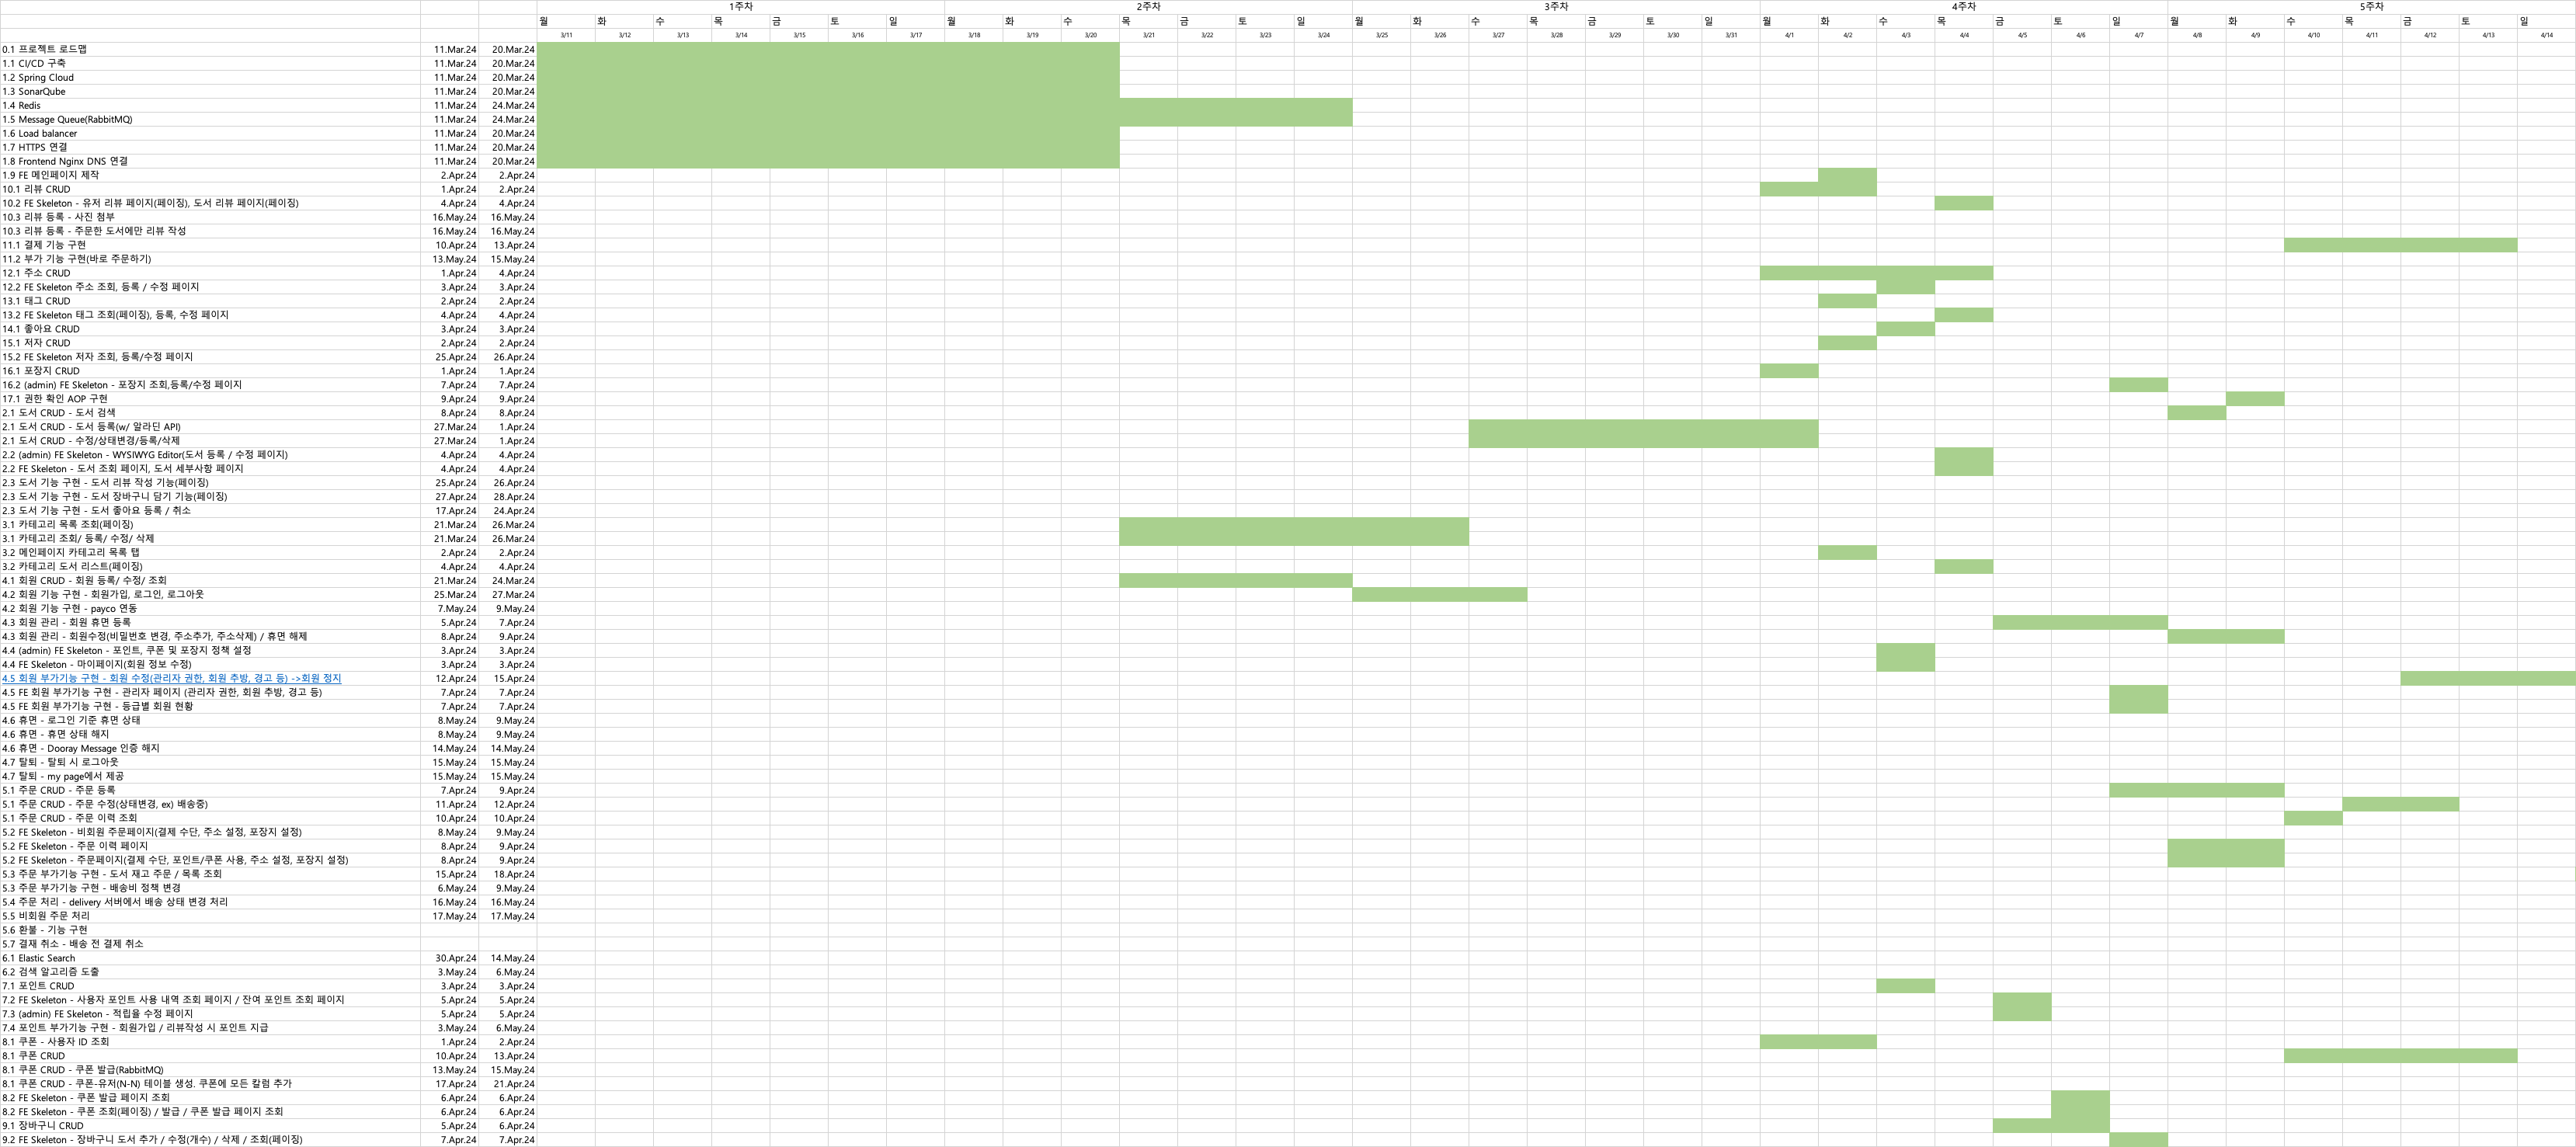 1주차 2주차 3주차 4주차 5주차
월 화 수 목 금 토 일 월 화 수 목 금 토 일 월 화 수 목 금 토 일 월 화 수 목 금 토 일 월 화 수 목 금 토 일
3/11 3/12 3/13 3/14 3/15 3/16 3/17 3/18 3/19 3/20 3/21 3/22 3/23 3/24 3/25 3/26 3/27 3/28 3/29 3/30 3/31 4/1 4/2 4/3 4/4 4/5 4/6 4/7 4/8 4/9 4/10 4/11 4/12 4/13 4/14
0.1 프로젝트 로드맵 11.Mar.24 20.Mar.24
1.1 CI/CD 구축 11.Mar.24 20.Mar.24
1.2 Spring Cloud 11.Mar.24 20.Mar.24
1.3 SonarQube 11.Mar.24 20.Mar.24
1.4 Redis 11.Mar.24 24.Mar.24
1.5 Message Queue(RabbitMQ) 11.Mar.24 24.Mar.24
1.6 Load balancer 11.Mar.24 20.Mar.24
1.7 HTTPS 연결 11.Mar.24 20.Mar.24
1.8 Frontend Nginx DNS 연결 11.Mar.24 20.Mar.24
1.9 FE 메인페이지 제작 2.Apr.24 2.Apr.24
10.1 리뷰 CRUD 1.Apr.24 2.Apr.24
10.2 FE Skeleton - 유저 리뷰 페이지(페이징), 도서 리뷰 페이지(페이징) 4.Apr.24 4.Apr.24
10.3 리뷰 등록 - 사진 첨부 16.May.24 16.May.24
10.3 리뷰 등록 - 주문한 도서에만 리뷰 작성 16.May.24 16.May.24
11.1 결제 기능 구현 10.Apr.24 13.Apr.24
11.2 부가 기능 구현(바로 주문하기) 13.May.24 15.May.24
12.1 주소 CRUD 1.Apr.24 4.Apr.24
12.2 FE Skeleton 주소 조회, 등록 / 수정 페이지 3.Apr.24 3.Apr.24
13.1 태그 CRUD 2.Apr.24 2.Apr.24
13.2 FE Skeleton 태그 조회(페이징), 등록, 수정 페이지 4.Apr.24 4.Apr.24
14.1 좋아요 CRUD 3.Apr.24 3.Apr.24
15.1 저자 CRUD 2.Apr.24 2.Apr.24
15.2 FE Skeleton 저자 조회, 등록/수정 페이지 25.Apr.24 26.Apr.24
16.1 포장지 CRUD 1.Apr.24 1.Apr.24
16.2 (admin) FE Skeleton - 포장지 조회,등록/수정 페이지 7.Apr.24 7.Apr.24
17.1 권한 확인 AOP 구현 9.Apr.24 9.Apr.24
2.1 도서 CRUD - 도서 검색 8.Apr.24 8.Apr.24
2.1 도서 CRUD - 도서 등록(w/ 알라딘 API) 27.Mar.24 1.Apr.24
2.1 도서 CRUD - 수정/상태변경/등록/삭제 27.Mar.24 1.Apr.24
2.2 (admin) FE Skeleton - WYSIWYG Editor(도서 등록 / 수정 페이지) 4.Apr.24 4.Apr.24
2.2 FE Skeleton - 도서 조회 페이지, 도서 세부사항 페이지 4.Apr.24 4.Apr.24
2.3 도서 기능 구현 - 도서 리뷰 작성 기능(페이징) 25.Apr.24 26.Apr.24
2.3 도서 기능 구현 - 도서 장바구니 담기 기능(페이징) 27.Apr.24 28.Apr.24
2.3 도서 기능 구현 - 도서 좋아요 등록 / 취소 17.Apr.24 24.Apr.24
3.1 카테고리 목록 조회(페이징) 21.Mar.24 26.Mar.24
3.1 카테고리 조회/ 등록/ 수정/ 삭제 21.Mar.24 26.Mar.24
3.2 메인페이지 카테고리 목록 탭 2.Apr.24 2.Apr.24
3.2 카테고리 도서 리스트(페이징) 4.Apr.24 4.Apr.24
4.1 회원 CRUD - 회원 등록/ 수정/ 조회 21.Mar.24 24.Mar.24
4.2 회원 기능 구현 - 회원가입, 로그인, 로그아웃 25.Mar.24 27.Mar.24
4.2 회원 기능 구현 - payco 연동 7.May.24 9.May.24
4.3 회원 관리 - 회원 휴면 등록 5.Apr.24 7.Apr.24
4.3 회원 관리 - 회원수정(비밀번호 변경, 주소추가, 주소삭제) / 휴면 해제 8.Apr.24 9.Apr.24
4.4 (admin) FE Skeleton - 포인트, 쿠폰 및 포장지 정책 설정 3.Apr.24 3.Apr.24
4.4 FE Skeleton - 마이페이지(회원 정보 수정) 3.Apr.24 3.Apr.24
4.5 회원 부가기능 구현 - 회원 수정(관리자 권한, 회원 추방, 경고 등) ->회원 정지 12.Apr.24 15.Apr.24
4.5 FE 회원 부가기능 구현 - 관리자 페이지 (관리자 권한, 회원 추방, 경고 등) 7.Apr.24 7.Apr.24
4.5 FE 회원 부가기능 구현 - 등급별 회원 현황 7.Apr.24 7.Apr.24
4.6 휴면 - 로그인 기준 휴면 상태 8.May.24 9.May.24
4.6 휴면 - 휴면 상태 해지 8.May.24 9.May.24
4.6 휴면 - Dooray Message 인증 해지 14.May.24 14.May.24
4.7 탈퇴 - 탈퇴 시 로그아웃 15.May.24 15.May.24
4.7 탈퇴 - my page에서 제공 15.May.24 15.May.24
5.1 주문 CRUD - 주문 등록 7.Apr.24 9.Apr.24
5.1 주문 CRUD - 주문 수정(상태변경, ex) 배송중) 11.Apr.24 12.Apr.24
5.1 주문 CRUD - 주문 이력 조회 10.Apr.24 10.Apr.24
5.2 FE Skeleton - 비회원 주문페이지(결제 수단, 주소 설정, 포장지 설정) 8.May.24 9.May.24
5.2 FE Skeleton - 주문 이력 페이지 8.Apr.24 9.Apr.24
5.2 FE Skeleton - 주문페이지(결제 수단, 포인트/쿠폰 사용, 주소 설정, 포장지 설정) 8.Apr.24 9.Apr.24
5.3 주문 부가기능 구현 - 도서 재고 주문 / 목록 조회 15.Apr.24 18.Apr.24
5.3 주문 부가기능 구현 - 배송비 정책 변경 6.May.24 9.May.24
5.4 주문 처리 - delivery 서버에서 배송 상태 변경 처리 16.May.24 16.May.24
5.5 비회원 주문 처리 17.May.24 17.May.24
5.6 환불 - 기능 구현
5.7 결재 취소 - 배송 전 결제 취소
6.1 Elastic Search 30.Apr.24 14.May.24
6.2 검색 알고리즘 도출 3.May.24 6.May.24
7.1 포인트 CRUD 3.Apr.24 3.Apr.24
7.2 FE Skeleton - 사용자 포인트 사용 내역 조회 페이지 / 잔여 포인트 조회 페이지 5.Apr.24 5.Apr.24
7.3 (admin) FE Skeleton - 적립율 수정 페이지 5.Apr.24 5.Apr.24
7.4 포인트 부가기능 구현 - 회원가입 / 리뷰작성 시 포인트 지급 3.May.24 6.May.24
8.1 쿠폰 - 사용자 ID 조회 1.Apr.24 2.Apr.24
8.1 쿠폰 CRUD 10.Apr.24 13.Apr.24
8.1 쿠폰 CRUD - 쿠폰 발급(RabbitMQ) 13.May.24 15.May.24
8.1 쿠폰 CRUD - 쿠폰-유저(N-N) 테이블 생성. 쿠폰에 모든 칼럼 추가 17.Apr.24 21.Apr.24
8.2 FE Skeleton - 쿠폰 발급 페이지 조회 6.Apr.24 6.Apr.24
8.2 FE Skeleton - 쿠폰 조회(페이징) / 발급 / 쿠폰 발급 페이지 조회 6.Apr.24 6.Apr.24
9.1 장바구니 CRUD 5.Apr.24 6.Apr.24
9.2 FE Skeleton - 장바구니 도서 추가 / 수정(개수) / 삭제 / 조회(페이징) 7.Apr.24 7.Apr.24